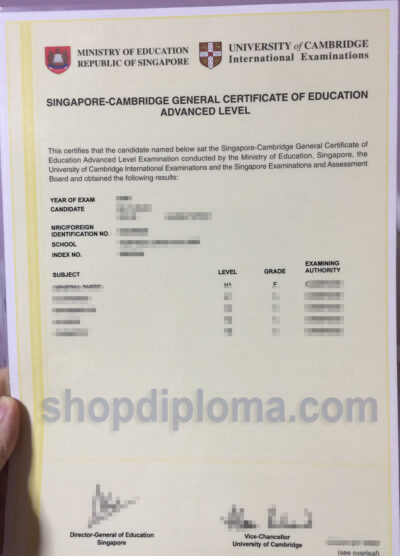 MINISTRY OF EDUCATION
REPUBLIC OF SINGAPORE
UNIVERSITY of CAMBRIDGE
International Examinations
SINGAPORE-CAMBRIDGE GENERAL CERTIFICATE OF EDUCATION
ADVANCED LEVEL
This certifies that the candidate named below sat the Singapore-Cambridge General Certificate of
Education Advanced Level Examination conducted by the Ministry of Education, Singapore, the
University of Cambridge International Examinations and the Singapore Examinations and Assessment
Board and obtained the following results:
YEAR OF EXAM
CANDIDATE
NRIC/FOREIGN
IDENTIFICATION NO
SCHOOL
INDEX NO.
SUBJECT LEVEL GRADE EXAMINING
AUTHORITY
H1
shopdiploma.com
Director-General of Education
Singapore
Vice-Chancellor
University of Cambridge
(see overleaf)